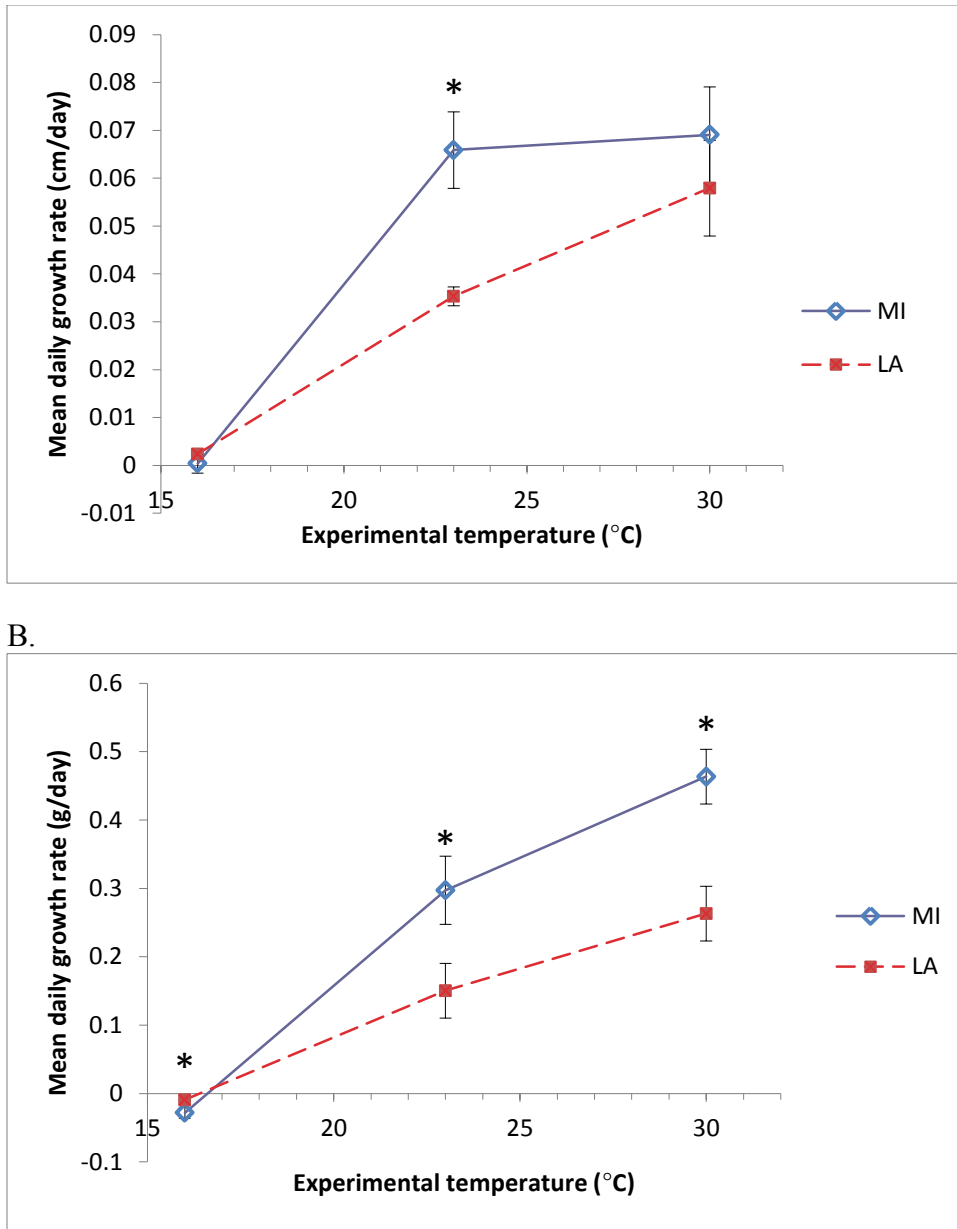 0.09
0.08
0.07
0.06
0.05
0.04
0.03
0.02
0.01
0
-0.01
Mean daily growth rate (cm/day)
*
15 20 25 30
Experimental temperature (°C)
MI
LA
B.
0.6
0.5
0.4
0.3
0.2
0.1
0
-0.1
Mean daily growth rate (g/day)
* * *
15 20 25 30
Experimental temperature (°C)
MI
LA